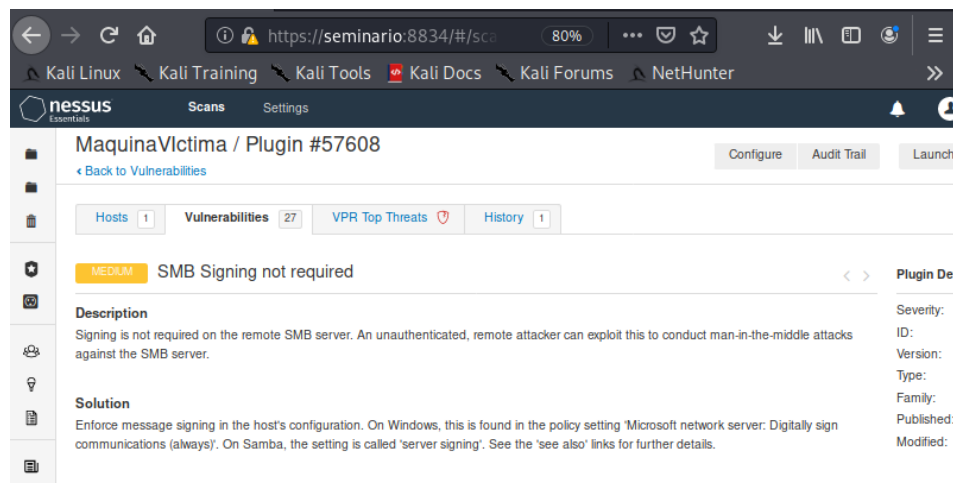 https://seminario:8834/#/sca 80%
Kali Linux Kali Training Kali Tools Kali Docs Kali Forums NetHunter
nessus Essentials Scans Settings
MaquinaVIctima / Plugin #57608
Configure Audit Trail Launch
Back to Vulnerabilities
Hosts 1 Vulnerabilities 27 VPR Top Threats History 1
MEDIUM SMB Signing not required
Plugin De
Description
Severity:
Signing is not required on the remote SMB server. An unauthenticated, remote attacker can exploit this to conduct man-in-the-middle attacks
ID:
against the SMB server.
Version:
Type:
Solution
Family:
Enforce message signing in the host's configuration. On Windows, this is found in the policy setting 'Microsoft network server: Digitally sign
Published:
communications (always)'. On Samba, the setting is called 'server signing'. See the 'see also' links for further details.
Modified: